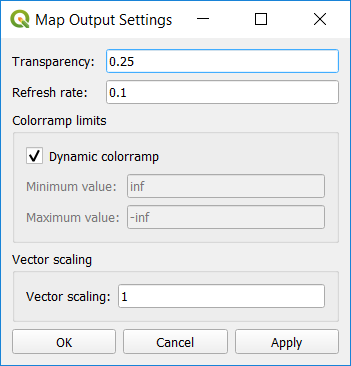 Map Output Settings
Transparency: 0.25
Refresh rate: 0.1
Colorramp limits
Dynamic colorramp
Minimum value: inf
Maximum value: -inf
Vector scaling
Vector scaling: 1
OK Cancel Apply